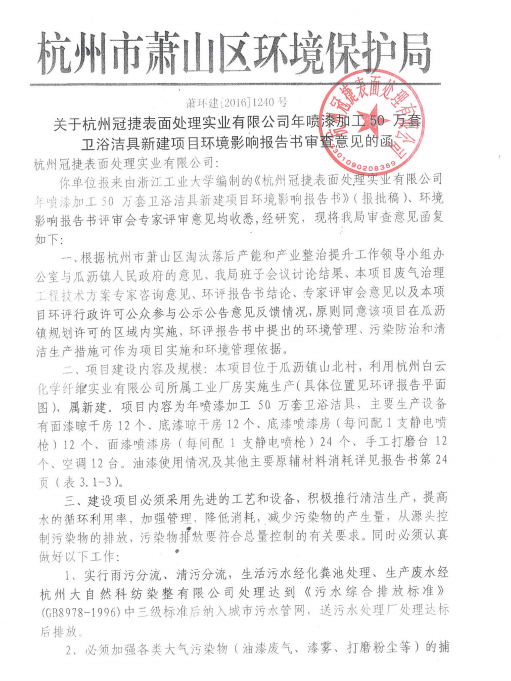 杭州市萧山区环境保护局
萧环建[2016]1240号
关于杭州冠捷表面处理实业有限公司年喷漆加工50 万套
卫浴洁具新建项目环境影响报告书审查意见的函
杭州冠捷表面处理实业有限公司：
你单位报来由浙江工业大学编制的《杭州冠捷表面处理实业有限公司
年喷漆加工50 万套卫浴洁具新建项目环境影响报告书》（报批稿）、环境
影响报告书评审会专家评审意见均收悉,经研究，现将我局审查意见函复
如下：
一、根据杭州市萧山区淘汰落后产能和产业整治提升工作领导小组办
公室与瓜沥镇人民政府的意见、我局班子会议讨论结果、本项目废气治理
工程技术方案专家咨询意见、环评报告书结论、专家评审会意见以及本项
目环评行政许可公众参与公示公告意见反馈情况，原则同意该项目在瓜沥
镇规划许可的区域内实施。环评报告书中提出的环境管理、污染防治和清
洁生产措施可作为项目实施和环境管理依据。
二、项目建设内容及规模：本项目位于瓜沥镇山北村，利用杭州白云
化学纤维实业有限公司所属工业厂房实施生产(具体位置见环评报告平面
图)，属新建。项目内容为年喷漆加工 50 万套卫浴洁具，主要生产设备
有面漆晾干房 12 个、底漆晾干房 12 个、底漆喷漆房（每间配 1 支静电喷
枪）12 个、面漆喷漆房（每间配 1 支静电喷枪）24 个、手工打磨台 12
个、空调 12 台。油漆使用情况及其他主要原辅材料消耗详见报告书第 24
页（表 3.1-3）。
三、建设项目必须采用先进的工艺和设备，积极推行清洁生产，提高
水的循环利用率，加强管理、降低消耗，减少污染物的产生量，从源头控
制污染物的排放，污染物排放要符合总量控制的有关要求。同时必须认真
做好以下工作：
1、实行雨污分流、清污分流，生活污水经化粪池处理、生产废水经
杭州大自然科纺染整有限公司处理达到《污水综合排放标准》
(GB8978-1996)中三级标准后纳入城市污水管网，送污水处理厂处理达标
后排放。
2、必须加强各类大气污染物（油漆废气、漆雾、打磨粉尘等）的捕
杭州冠捷表面处理实业有限公司
3301090208389